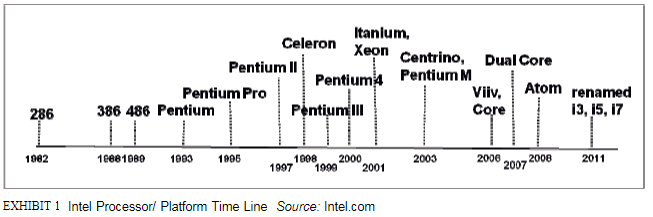 Itanium,
Xeon
Celeron
Centrino,
Pentium M
Dual Core
Pentium II
Pentium 4
Pentium Pro
Viiv,
Core
Atom
renamed
i3, i5, i7
286
386 486 Pentium
Pentium III
1982 1989 1993 1995 1997 1998 1999 2000 2001 2003 2006 2007 2008 2011
EXHIBIT 1 Intel Processor/ Platform Time Line Source: Intel.com